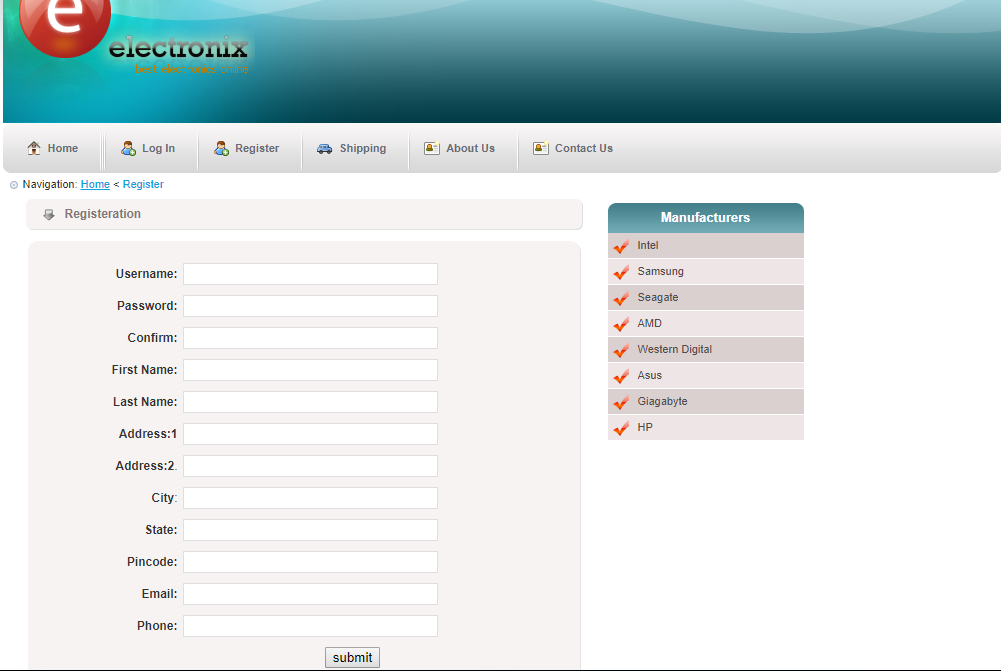 e
electronix
best electronics online
Home Log In Register Shipping About Us Contact Us
Navigation: Home < Register
Registeration
Username:
Password:
Confirm:
First Name:
Last Name:
Address:1
Address:2.
City:
State:
Pincode:
Email:
Phone:
submit
Manufacturers
Intel
Samsung
Seagate
AMD
Western Digital
Asus
Giagabyte
HP